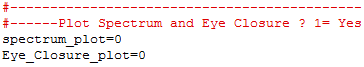 #------------------------------------------------
#------Plot Spectrum and Eye Closure ? 1= Yes
spectrum_plot=0
Eye_Closure_plot=0